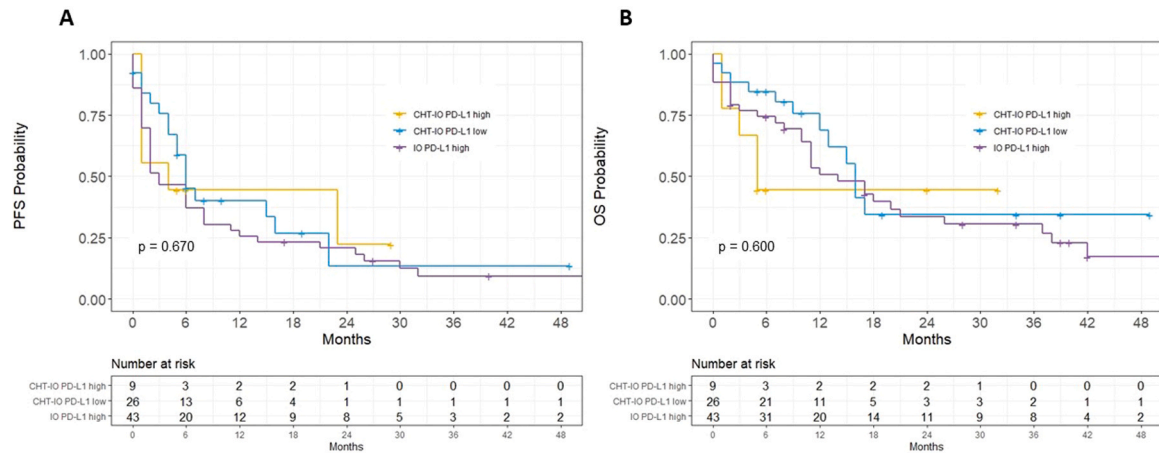 A
PFS Probability
1.00
0.75
0.50
0.25
0.00
CHT-IO PD-L1 high
CHT-IO PD-L1 low
IO PD-L1 high
p = 0.670
0 6 12 18 24 30 36 42 48
Months
Number at risk
CHT-IO PD-L1 high 9 3 2 2 1 0 0 0 0
CHT-IO PD-L1 low 26 13 6 4 1 1 1 1 1
IO PD-L1 high 43 20 12 9 8 5 3 2 2
0 6 12 18 24 30 36 42 48
Months
B
OS Probability
1.00
0.75
0.50
0.25
0.00
CHT-IO PD-L1 high
CHT-IO PD-L1 low
IO PD-L1 high
p = 0.600
0 6 12 18 24 30 36 42 48
Months
Number at risk
CHT-IO PD-L1 high 9 3 2 2 2 1 0 0 0
CHT-IO PD-L1 low 26 21 11 5 3 3 2 1 1
IO PD-L1 high 43 31 20 14 11 9 8 4 2
0 6 12 18 24 30 36 42 48
Months